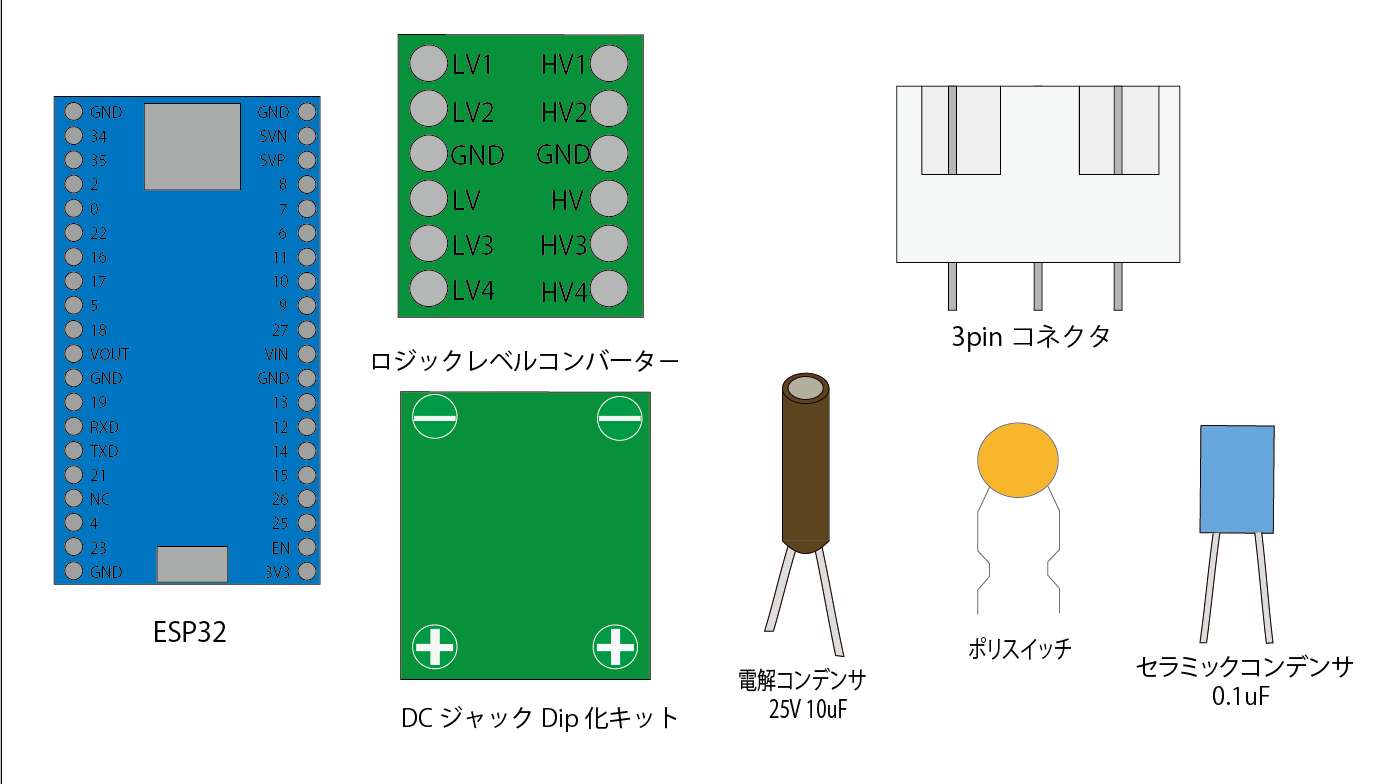 GND
34
35
2
0
22
16
17
5
18
VOUT
GND
19
RXD
TXD
21
NC
4
23
GND
GND
SVN
SVP
8
7
6
11
10
9
27
VIN
GND
13
12
14
15
26
25
EN
3V3
ESP32
LV1 HV1
LV2 HV2
GND GND
LV HV
LV3 HV3
LV4 HV4
ロジックレベルコンバーター
DC ジャック Dip 化キット
3pin コネクタ
電解コンデンサ
25V 10uF
ポリスイッチ
セラミックコンデンサ
0.1uF